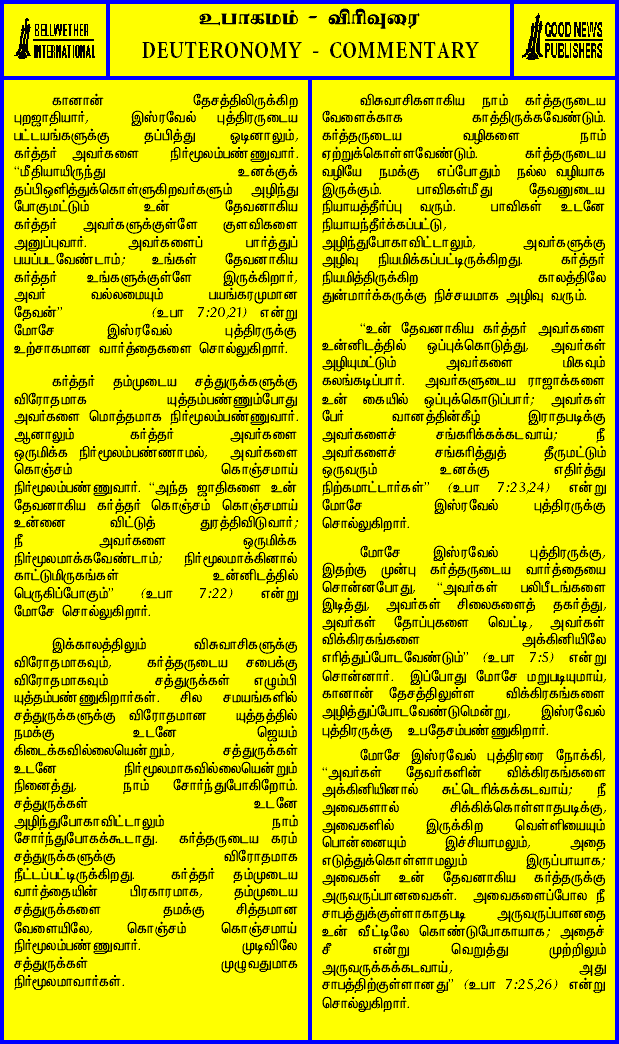 BELLWETHER
INTERNATIONAL
உபாகமம் - விரிவுரை
DEUTERONOMY - COMMENTARY
GOOD NEWS
PUBLISHERS
கானான் தேசத்திலிருக்கிற
புறஜாதியார், இஸ்ரவேல் புத்திரருடைய
பட்டயங்களுக்கு தப்பித்து ஓடினாலும்,
கர்த்தர் அவர்களை நிர்மூலம்பண்ணுவார்.
“மீதியாயிருந்து உனக்குத்
தப்பிஒளித்துக்கொள்ளுகிறவர்களும் அழிந்து
போகுமட்டும் உன் தேவனாகிய
கர்த்தர் அவர்களுக்குள்ளே குளவிகளை
அனுப்புவார். அவர்களைப் பார்த்துப்
பயப்படவேண்டாம்; உங்கள் தேவனாகிய
கர்த்தர் உங்களுக்குள்ளே இருக்கிறார்,
அவர் வல்லமையும் பயங்கரமுமான
தேவன்” (உபா 7:20,21) என்று
மோசே இஸ்ரவேல் புத்திரருக்கு
உற்சாகமான வார்த்தைகளை சொல்லுகிறார்.
கர்த்தர் தம்முடைய சத்துருக்களுக்கு
விரோதமாக யுத்தம்பண்ணும்போது
அவர்களை மொத்தமாக நிர்மூலம்பண்ணுவார்.
ஆனாலும் கர்த்தர் அவர்களை
ஒருமிக்க நிர்மூலம்பண்ணாமல், அவர்களை
கொஞ்சம் கொஞ்சமாய்
நிர்மூலம்பண்ணுவார். “அந்த ஜாதிகளை உன்
தேவனாகிய கர்த்தர் கொஞ்சம் கொஞ்சமாய்
உன்னை விட்டுத் துரத்திவிடுவார்;
நீ அவர்களை ஒருமிக்க
நிர்மூலமாக்கவேண்டாம்; நிர்மூலமாக்கினால்
காட்டுமிருகங்கள் உன்னிடத்தில்
பெருகிப்போகும்” (உபா 7:22) என்று
மோசே சொல்லுகிறார்.
இக்காலத்திலும் விசுவாசிகளுக்கு
விரோதமாகவும், கர்த்தருடைய சபைக்கு
விரோதமாகவும் சத்துருக்கள் எழும்பி
யுத்தம்பண்ணுகிறார்கள். சில சமயங்களில்
சத்துருக்களுக்கு விரோதமான யுத்தத்தில்
நமக்கு உடனே ஜெயம்
கிடைக்கவில்லையென்றும், சத்துருக்கள்
உடனே நிர்மூலமாகவில்லையென்றும்
நினைத்து, நாம் சோர்ந்துபோகிறோம்.
சத்துருக்கள் உடனே
அழிந்துபோகாவிட்டாலும் நாம்
சோர்ந்துபோகக்கூடாது. கர்த்தருடைய கரம்
சத்துருக்களுக்கு விரோதமாக
நீட்டப்பட்டிருக்கிறது. கர்த்தர் தம்முடைய
வார்த்தையின் பிரகாரமாக, தம்முடைய
சத்துருக்களை தமக்கு சித்தமான
வேளையிலே, கொஞ்சம் கொஞ்சமாய்
நிர்மூலம்பண்ணுவார். முடிவிலே
சத்துருக்கள் முழுவதுமாக
நிர்மூலமாவார்கள்.
விசுவாசிகளாகிய நாம் கர்த்தருடைய
வேளைக்காக காத்திருக்கவேண்டும்.
கர்த்தருடைய வழிகளை நாம்
ஏற்றுக்கொள்ளவேண்டும். கர்த்தருடைய
வழியே நமக்கு எப்போதும் நல்ல வழியாக
இருக்கும். பாவிகள்மீது தேவனுடைய
நியாயத்தீர்ப்பு வரும். பாவிகள் உடனே
நியாயந்தீர்க்கப்பட்டு,
அழிந்துபோகாவிட்டாலும், அவர்களுக்கு
அழிவு நியமிக்கப்பட்டிருக்கிறது. கர்த்தர்
நியமித்திருக்கிற காலத்திலே
துன்மார்க்கருக்கு நிச்சயமாக அழிவு வரும்.
“உன் தேவனாகிய கர்த்தர் அவர்களை
உன்னிடத்தில் ஒப்புக்கொடுத்து, அவர்கள்
அழியுமட்டும் அவர்களை மிகவும்
கலங்கடிப்பார். அவர்களுடைய ராஜாக்களை
உன் கையில் ஒப்புக்கொடுப்பார்; அவர்கள்
பேர் வானத்தின்கீழ் இராதபடிக்கு
அவர்களைச் சங்கரிக்கக்கடவாய்; நீ
அவர்களைச் சங்கரித்துத் தீருமட்டும்
ஒருவரும் உனக்கு எதிர்த்து
நிற்கமாட்டார்கள்” (உபா 7:23,24) என்று
மோசே இஸ்ரவேல் புத்திரருக்கு
சொல்லுகிறார்.
மோசே இஸ்ரவேல் புத்திரருக்கு,
இதற்கு முன்பு கர்த்தருடைய வார்த்தையை
சொன்னபோது, “அவர்கள் பலிபீடங்களை
இடித்து, அவர்கள் சிலைகளைத் தகர்த்து,
அவர்கள் தோப்புகளை வெட்டி, அவர்கள்
விக்கிரகங்களை அக்கினியிலே
எரித்துப்போடவேண்டும்” (உபா 7:5) என்று
சொன்னார். இப்போது மோசே மறுபடியுமாய்,
கானான் தேசத்திலுள்ள விக்கிரகங்களை
அழித்துப்போடவேண்டுமென்று, இஸ்ரவேல்
புத்திரருக்கு உபதேசம்பண்ணுகிறார்.
மோசே இஸ்ரவேல் புத்திரரை நோக்கி,
“அவர்கள் தேவர்களின் விக்கிரகங்களை
அக்கினியினால் சுட்டெரிக்கக்கடவாய்; நீ
அவைகளால் சிக்கிக்கொள்ளாதபடிக்கு,
அவைகளில் இருக்கிற வெள்ளியையும்
பொன்னையும் இச்சியாமலும், அதை
எடுத்துக்கொள்ளாமலும் இருப்பாயாக;
அவைகள் உன் தேவனாகிய கர்த்தருக்கு
அருவருப்பானவைகள். அவைகளைப்போல நீ
சாபத்துக்குள்ளாகாதபடி அருவருப்பானதை
உன் வீட்டிலே கொண்டுபோகாயாக; அதைச்
சீ என்று வெறுத்து முற்றிலும்
அருவருக்கக்கடவாய், அது
சாபத்திற்குள்ளானது” (உபா 7:25,26) என்று
சொல்லுகிறார்.